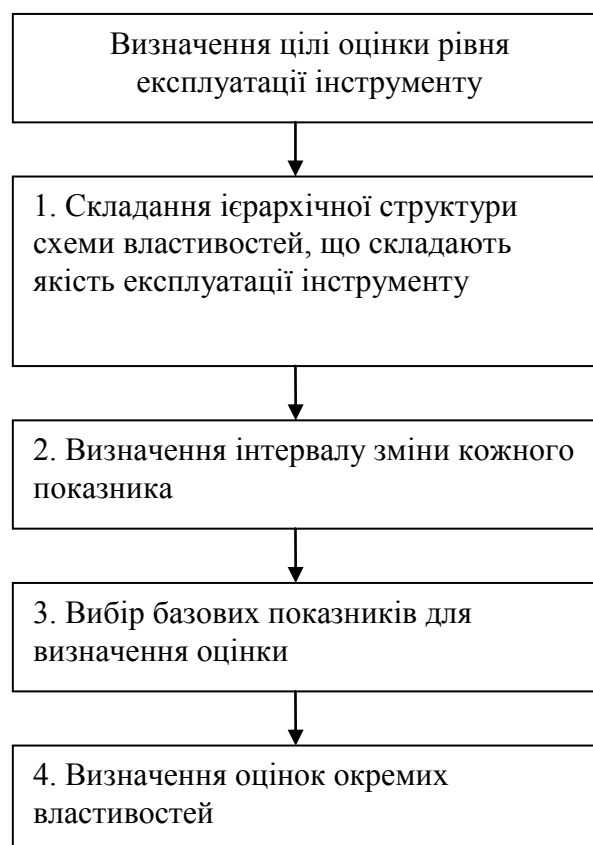 Визначення цілі оцінки рівня
експлуатації інструменту
1. Складання ієрархічної структури
схеми властивостей, що складають
якість експлуатації інструменту
2. Визначення інтервалу зміни кожного
показника
3. Вибір базових показників для
визначення оцінки
4. Визначення оцінок окремих
властивостей